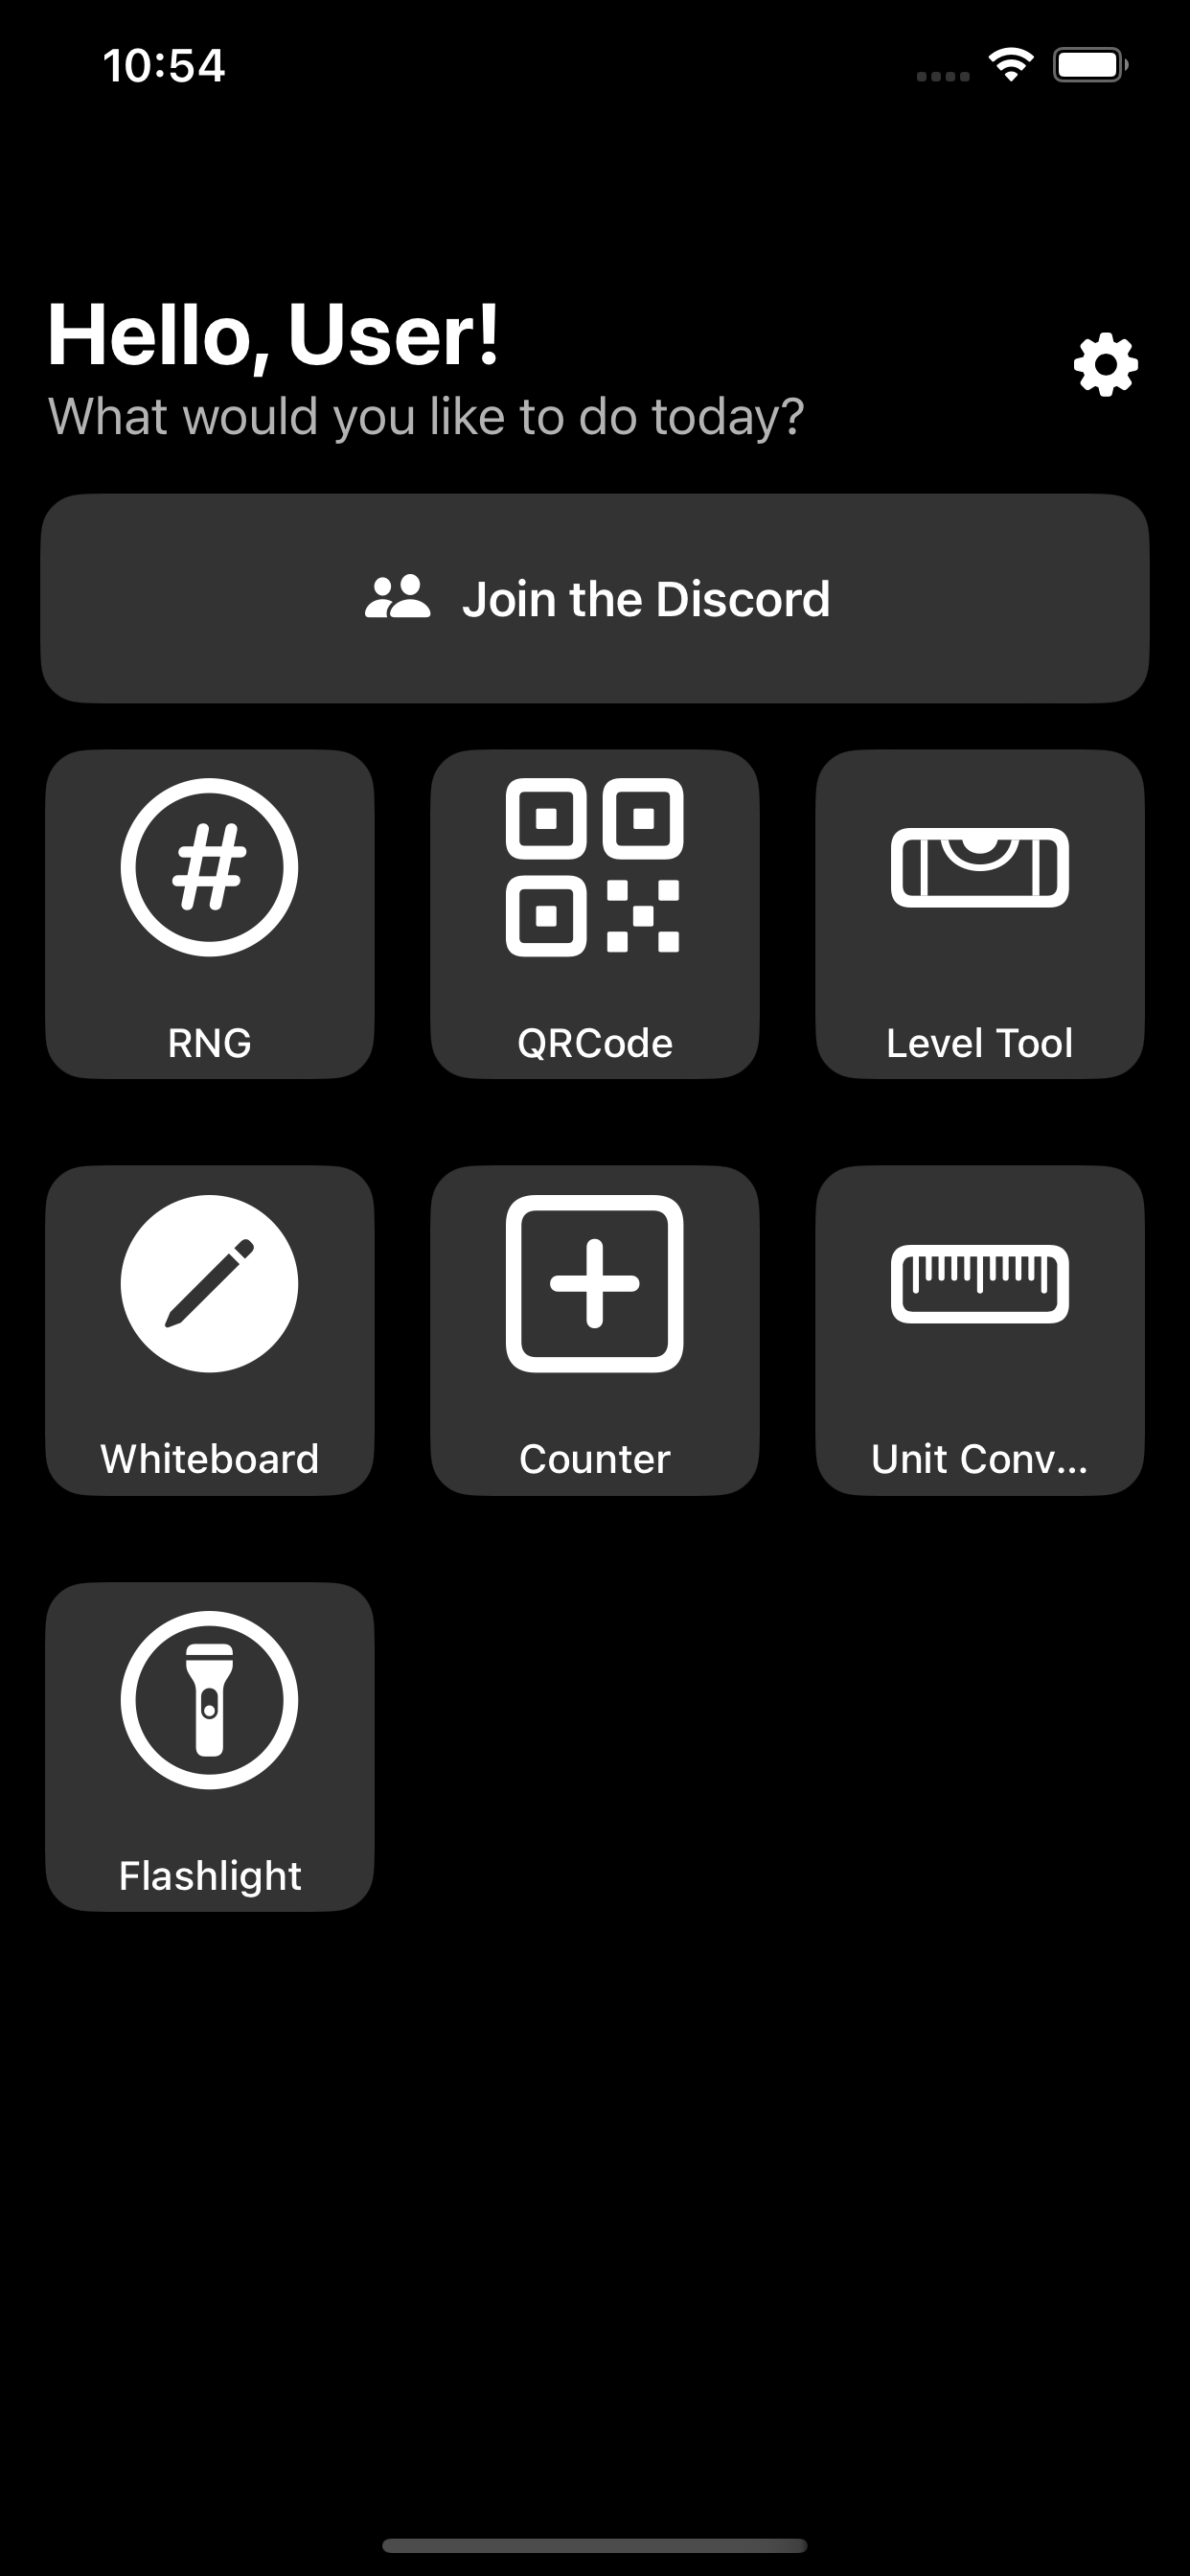 10:54
Hello, User!
What would you like to do today?
Join the Discord
RNG
QRCode
Level Tool
Whiteboard
Counter
Unit Conv...
Flashlight